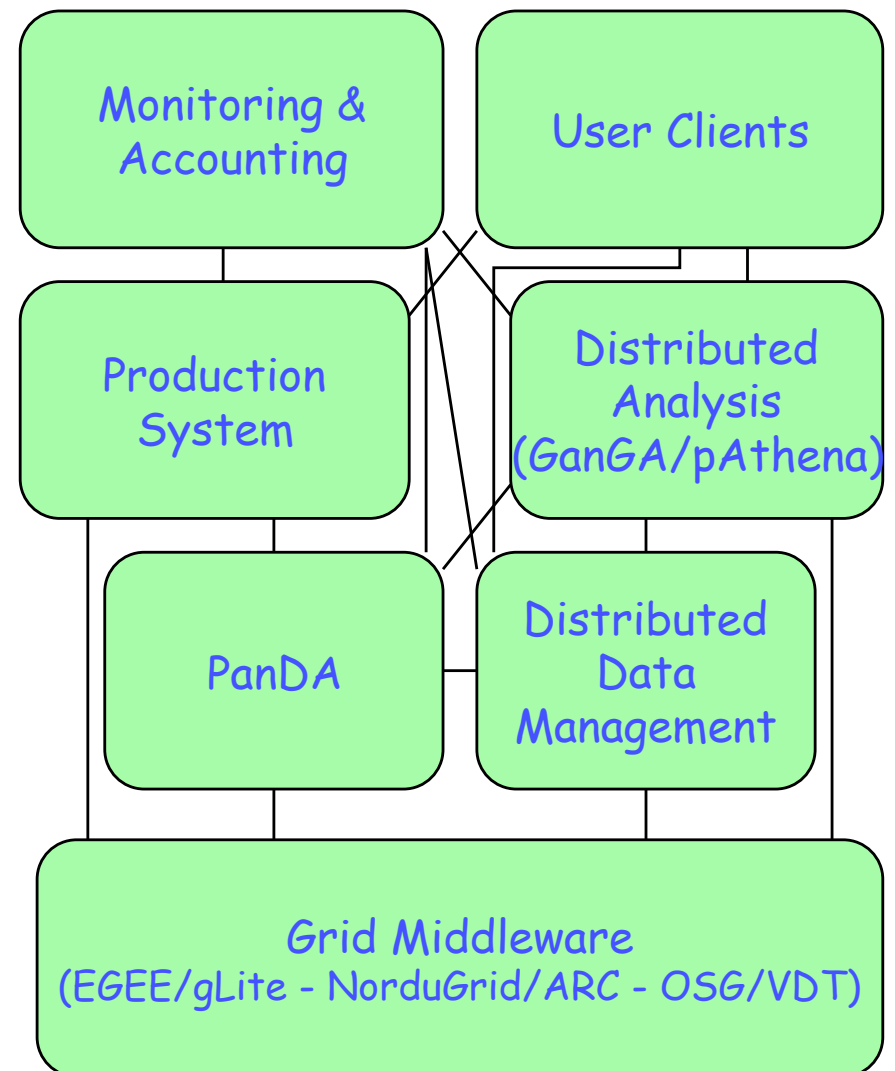 Monitoring &
Accounting
User Clients
Production
System
Distributed
Analysis
(GanGA/pAthena)
PanDA
Distributed
Data
Management
Grid Middleware
(EGEE/gLite - NorduGrid/ARC - OSG/VDT)